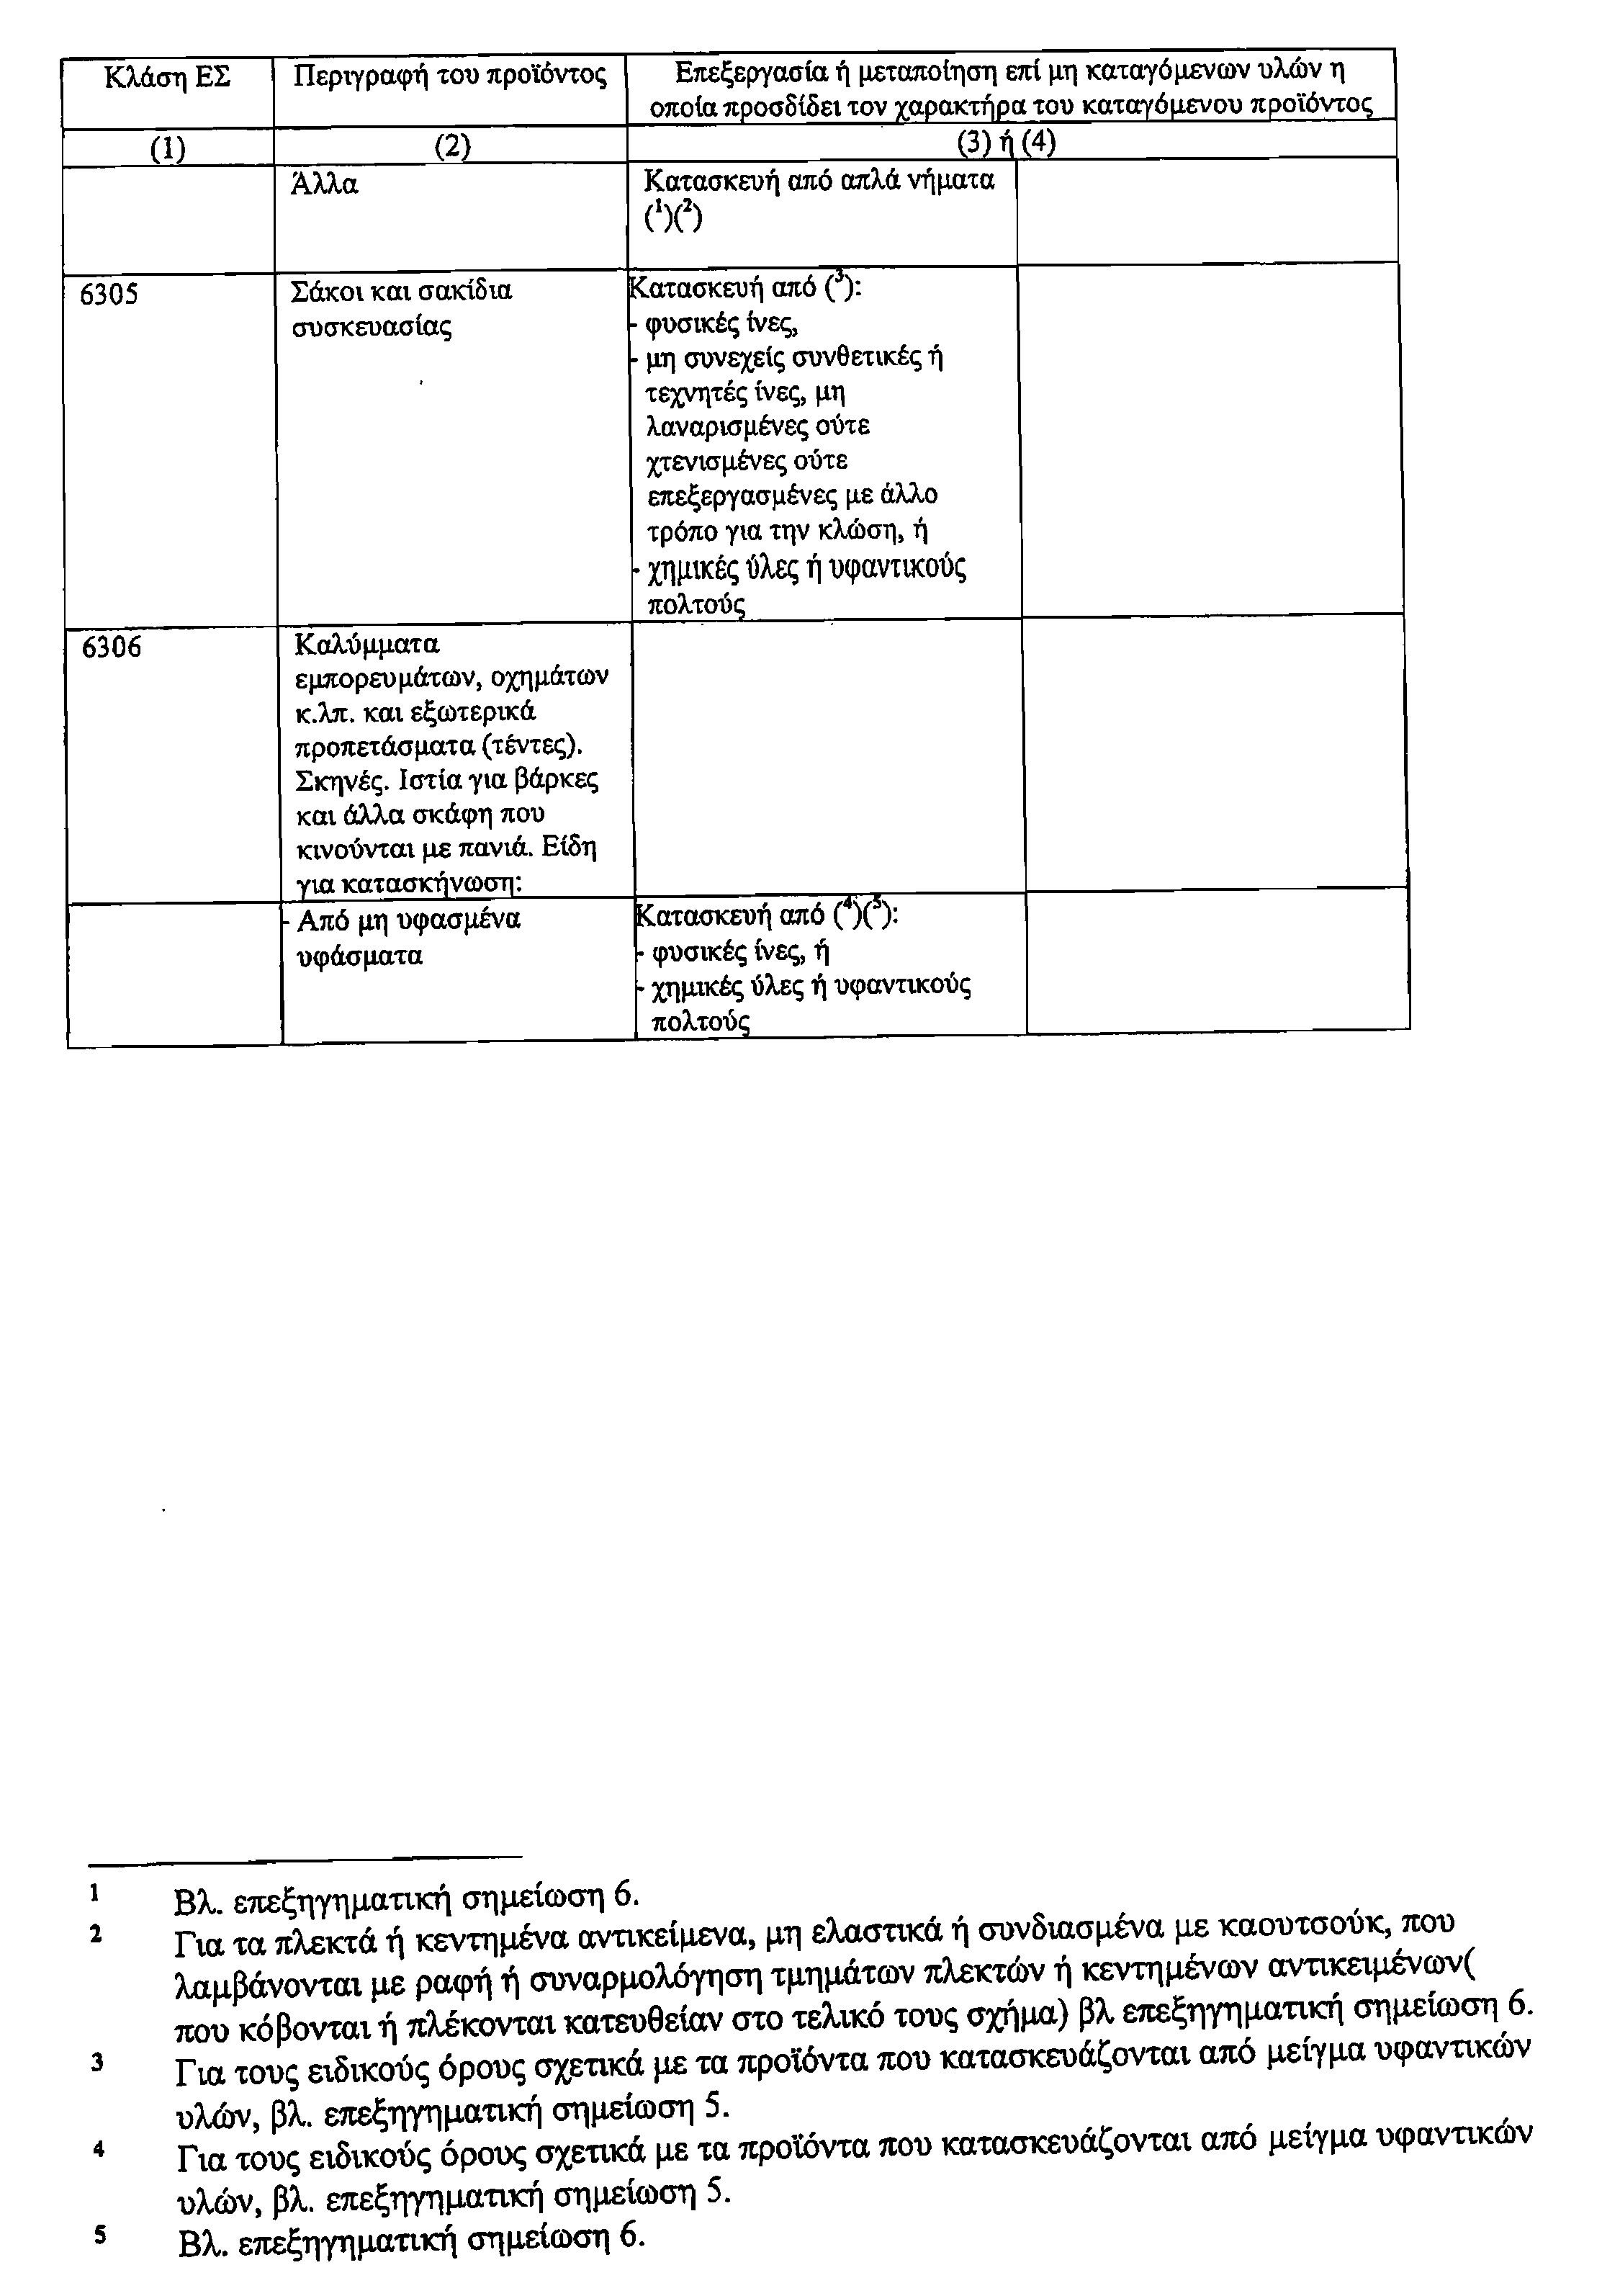 Κλάση ΕΣ
Περιγραφή του προϊόντος
Επεξεργασία ή μεταποίηση επί μη καταγόμενων υλών η
οποία προσδίδει τον χαρακτήρα του καταγόμενου προϊόντος
(1)
(2)
(3) ή (4)
Άλλα
Κατασκευή από απλά νήματα
(¹)(²)
6305
Σάκοι και σακίδια
συσκευασίας
Κατασκευή από (³):
- φυσικές ίνες,
- μη συνεχείς συνθετικές ή
τεχνητές ίνες, μη
λαναρισμένες ούτε
χτενισμένες ούτε
επεξεργασμένες με άλλο
τρόπο για την κλώση, ή
- χημικές ύλες ή υφαντικούς
πολτούς
6306
Καλύμματα
εμπορευμάτων, οχημάτων
κ.λπ. και εξωτερικά
προπετάσματα (τέντες).
Σκηνές. Ιστία για βάρκες
και άλλα σκάφη που
κινούνται με πανιά. Είδη
για κατασκήνωση:
- Από μη υφασμένα
υφάσματα
Κατασκευή από (⁴)(⁵):
- φυσικές ίνες, ή
- χημικές ύλες ή υφαντικούς
πολτούς
1 Βλ. επεξηγηματική σημείωση 6.
2 Για τα πλεκτά ή κεντημένα αντικείμενα, μη ελαστικά ή συνδιασμένα με καουτσούκ, που
λαμβάνονται με ραφή ή συναρμολόγηση τμημάτων πλεκτών ή κεντημένων αντικειμένων(
που κόβονται ή πλέκονται κατευθείαν στο τελικό τους σχήμα) βλ επεξηγηματική σημείωση 6.
3 Για τους ειδικούς όρους σχετικά με τα προϊόντα που κατασκευάζονται από μείγμα υφαντικών
υλών, βλ. επεξηγηματική σημείωση 5.
4 Για τους ειδικούς όρους σχετικά με τα προϊόντα που κατασκευάζονται από μείγμα υφαντικών
υλών, βλ. επεξηγηματική σημείωση 5.
5 Βλ. επεξηγηματική σημείωση 6.